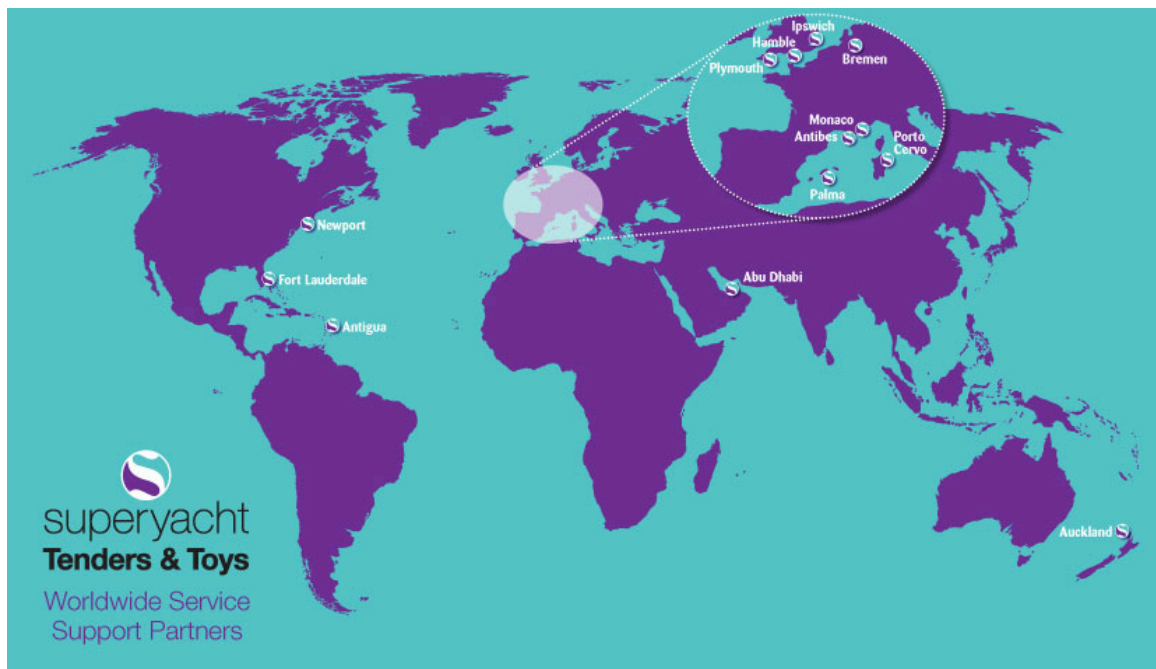 Ipswich
Hamble
Plymouth
Bremen
Monaco
Antibes
Porto
Cervo
Palma
Newport
Fort Lauderdale
Abu Dhabi
Antigua
Auckland
superyacht
Tenders & Toys
Worldwide Service
Support Partners